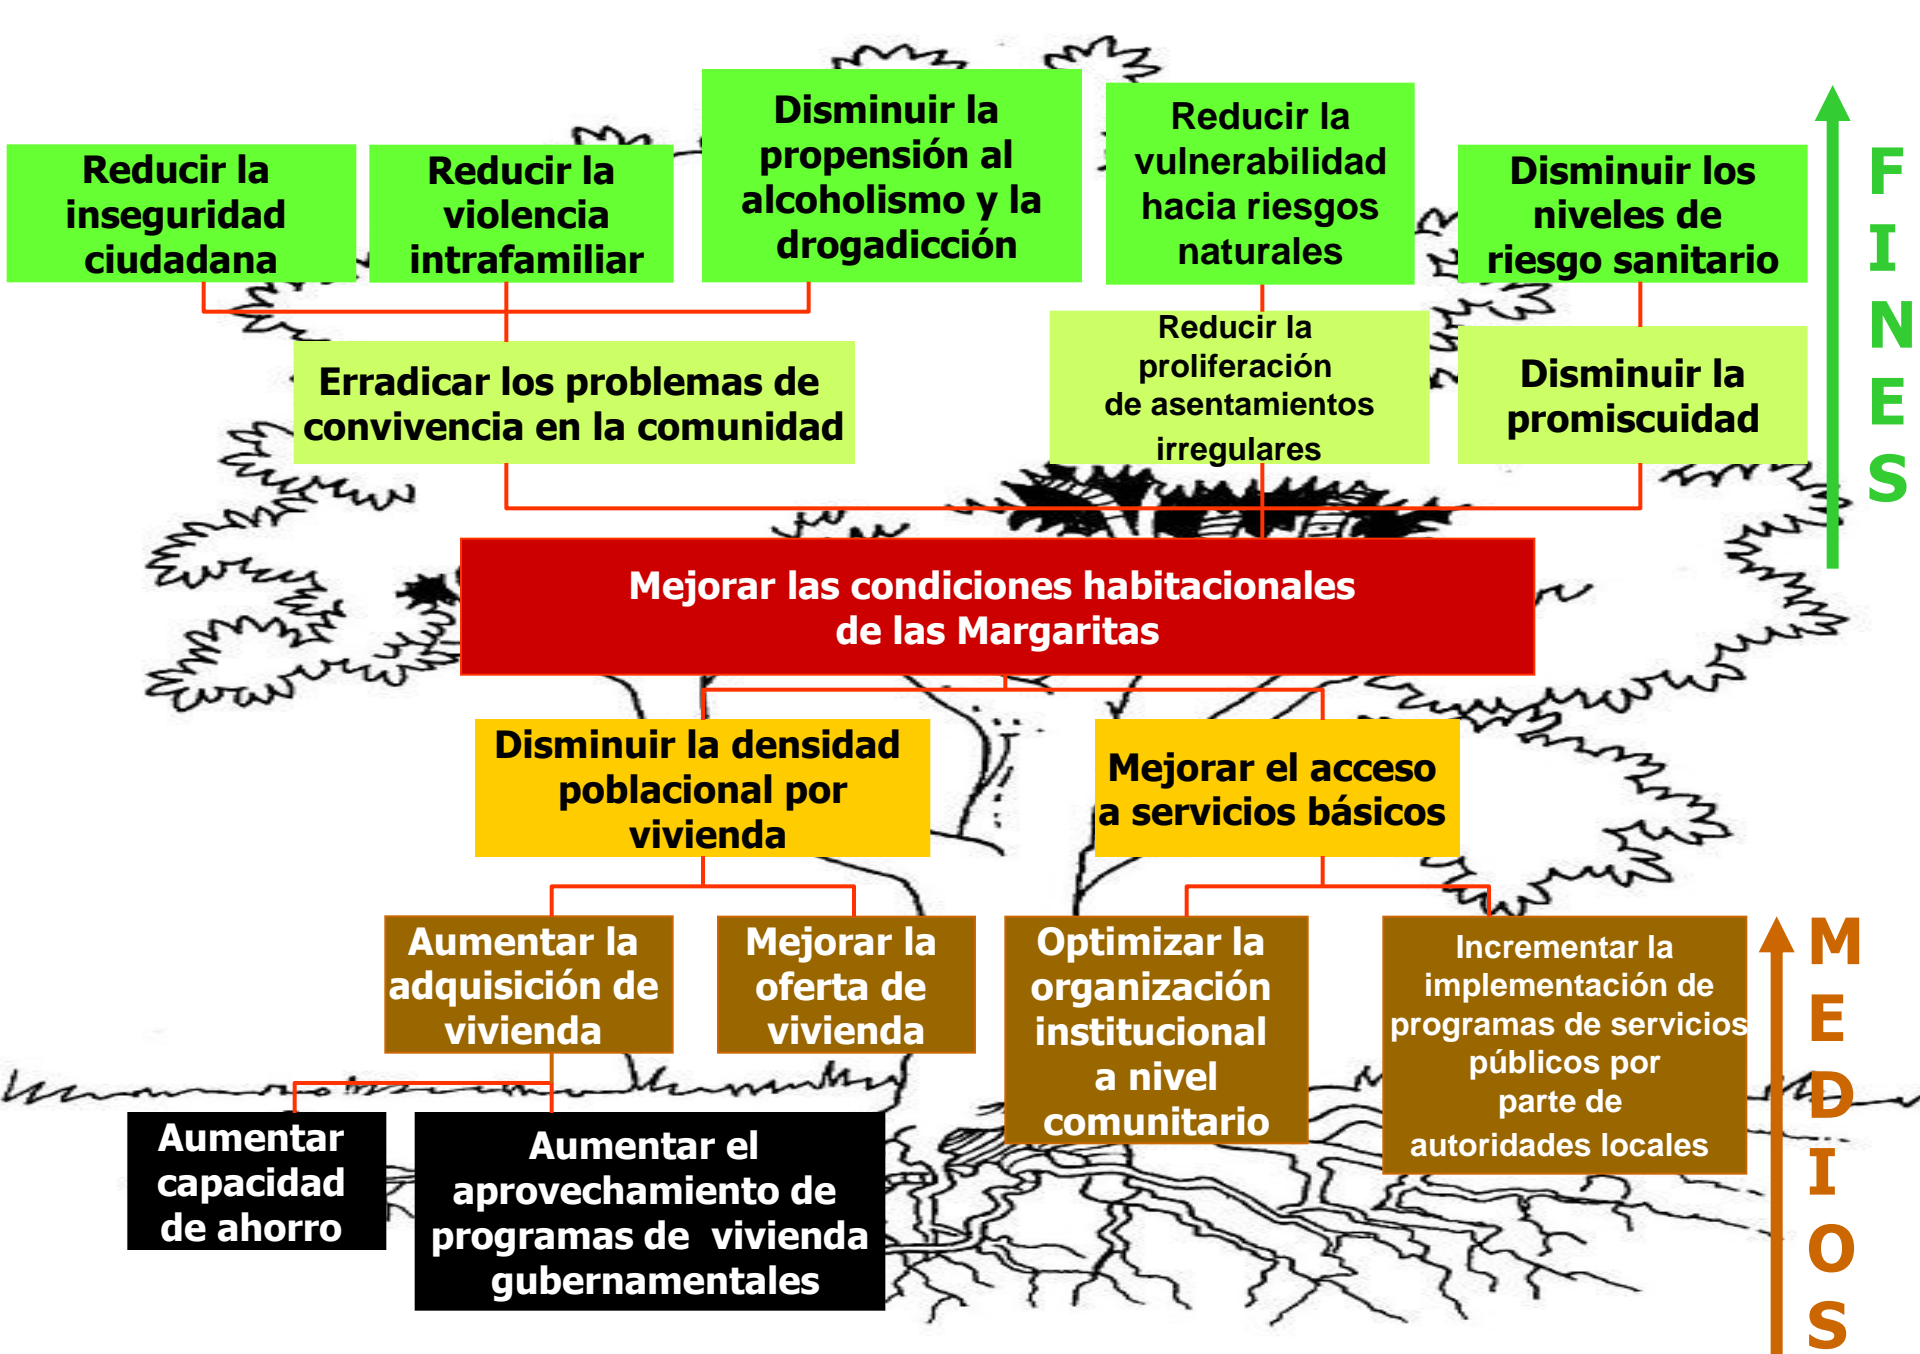 Reducir la
inseguridad
ciudadana
Reducir la
violencia
intrafamiliar
Disminuir la
propensión al
alcoholismo y la
drogadicción
Reducir la
vulnerabilidad
hacia riesgos
naturales
Disminuir los
niveles de
riesgo sanitario
Erradicar los problemas de
convivencia en la comunidad
Reducir la
proliferación
de asentamientos
irregulares
Disminuir la
promiscuidad
F
I
N
E
S
Mejorar las condiciones habitacionales
de las Margaritas
Disminuir la densidad
poblacional por
vivienda
Mejorar el acceso
a servicios básicos
Aumentar la
adquisición de
vivienda
Mejorar la
oferta de
vivienda
Optimizar la
organización
institucional
a nivel
comunitario
Incrementar la
implementación de
programas de servicios
públicos por
parte de
autoridades locales
Aumentar
capacidad
de ahorro
Aumentar el
aprovechamiento de
programas de  vivienda
gubernamentales
M
E
D
I
O
S